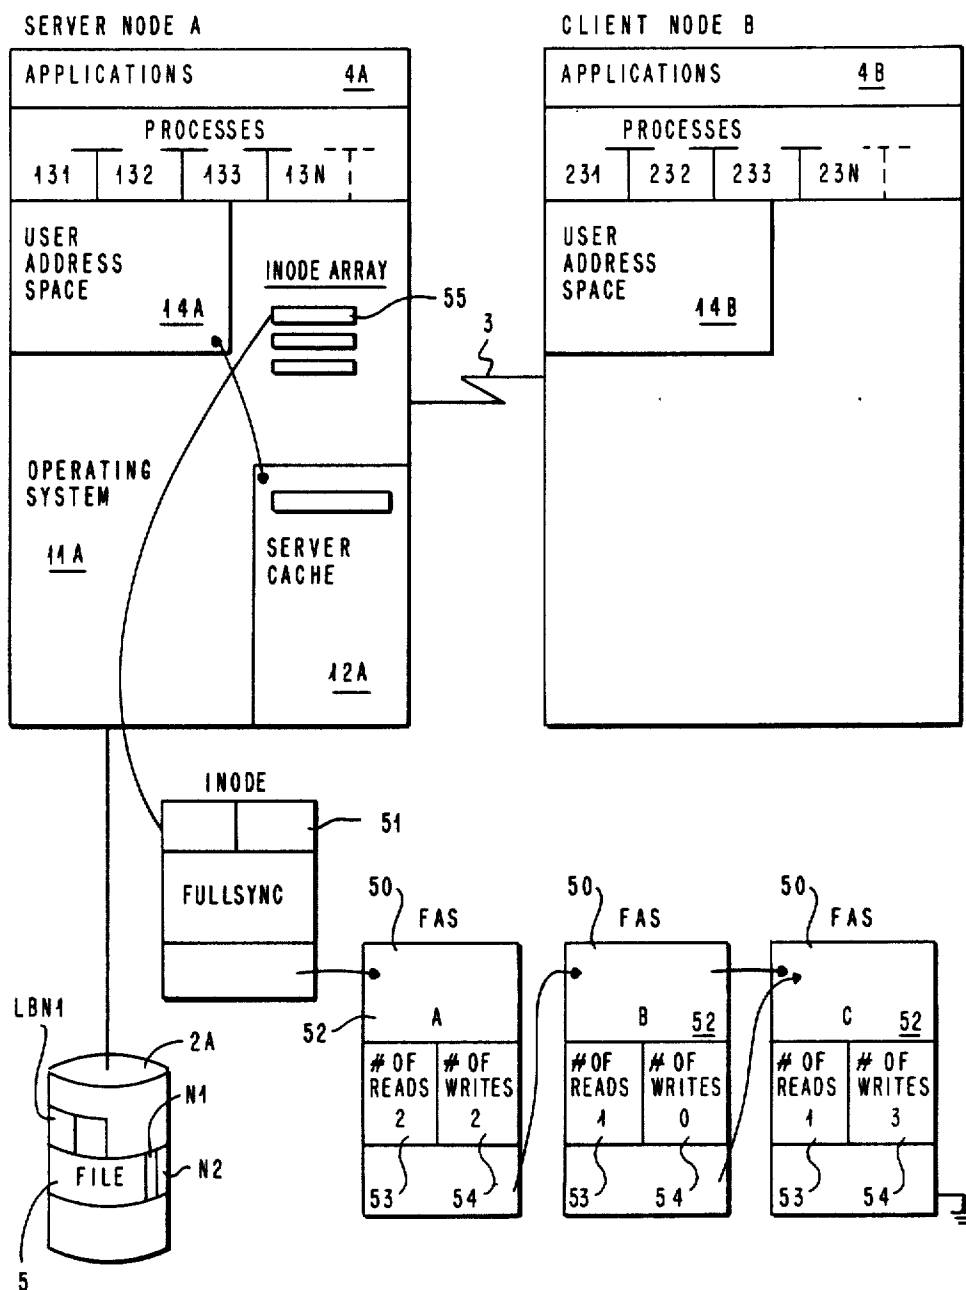 SERVER NODE A
CLIENT NODE B
APPLICATIONS 4A
APPLICATIONS 4B
PROCESSES
PROCESSES
131 132 133 13N
231 232 233 23N
USER
ADDRESS
SPACE
14A
INODE ARRAY
55
3
USER
ADDRESS
SPACE
14B
OPERATING
SYSTEM
11A
SERVER
CACHE
12A
INODE
51
FULLSYNC
50
FAS
50
FAS
50
FAS
52
A
B 52
C 52
# OF
READS
2
# OF
WRITES
2
# OF
READS
1
# OF
WRITES
0
# OF
READS
1
# OF
WRITES
3
53 54
53 54
53 54
LBN1
2A
N1
FILE
N2
5